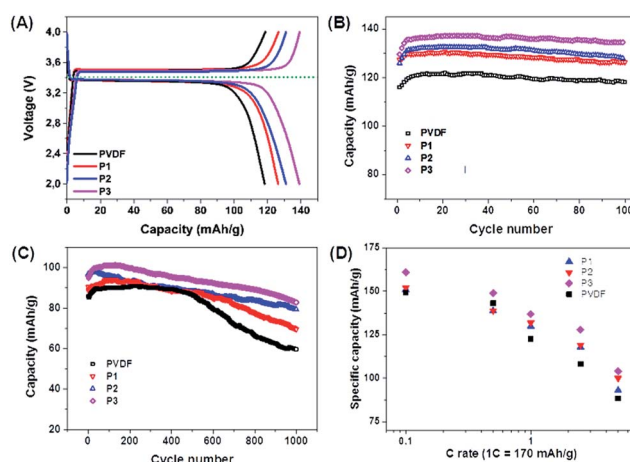 (A)
4,0
3,6
3,2
2,8
2,4
2,0
Voltage (V)
PVDF
P1
P2
P3
0 20 40 60 80 100 120 140
Capacity (mAh/g)
(B)
160
140
120
100
80
Capacity (mAh/g)
PVDF
P1
P2
P3
0 20 40 60 80 100
Cycle number
(C)
100
80
60
40
20
Capacity (mAh/g)
PVDF
P1
P2
P3
0 200 400 600 800 1000
Cycle number
(D)
175
150
125
100
75
Specific capacity (mAh/g)
P1
P2
P3
PVDF
0.1 1
C rate (1C = 170 mAh/g)